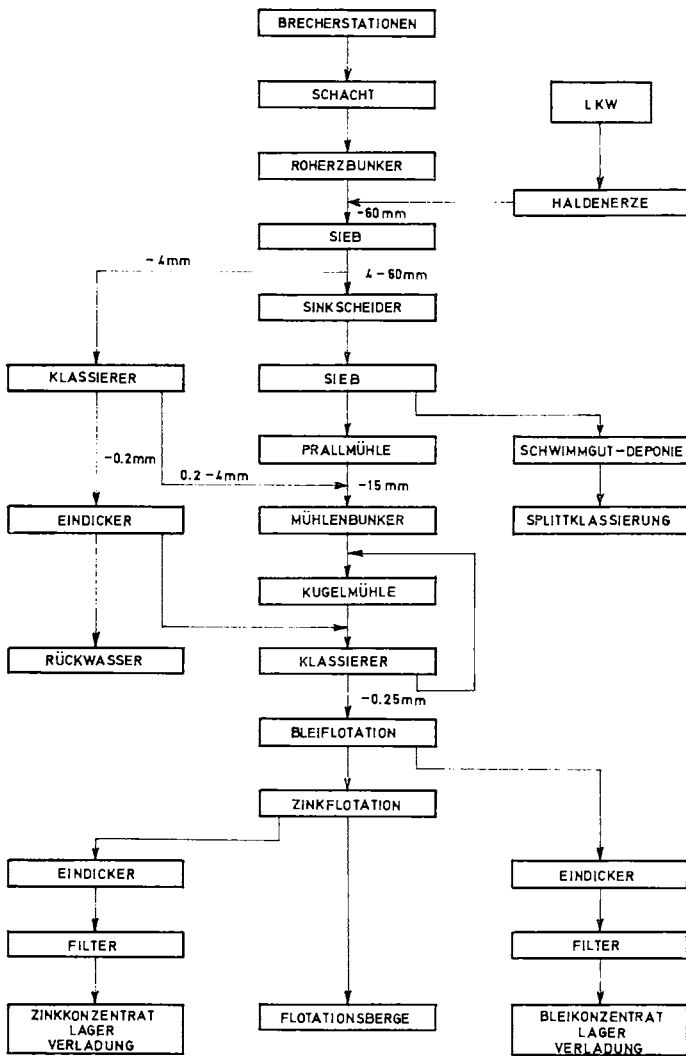 BRECHERSTATIONEN
SCHACHT
LKW
ROHERZBUNKER
HALDENERZE
-60mm
SIEB
-4mm
4-60mm
SINKSCHEIDER
KLASSIERER
SIEB
-0.2mm
PRALLMÜHLE
SCHWIMMGUT-DEPONIE
0.2-4mm
-15mm
EINDICKER
MÜHLENBUNKER
SPLITTKLASSIERUNG
KUGELMÜHLE
RÜCKWASSER
KLASSIERER
-0.25mm
BLEIFLOTATION
ZINKFLOTATION
EINDICKER
EINDICKER
FILTER
FILTER
ZINKKONZENTRAT
LAGER
VERLADUNG
FLOTATIONSBERGE
BLEIKONZENTRAT
LAGER
VERLADUNG